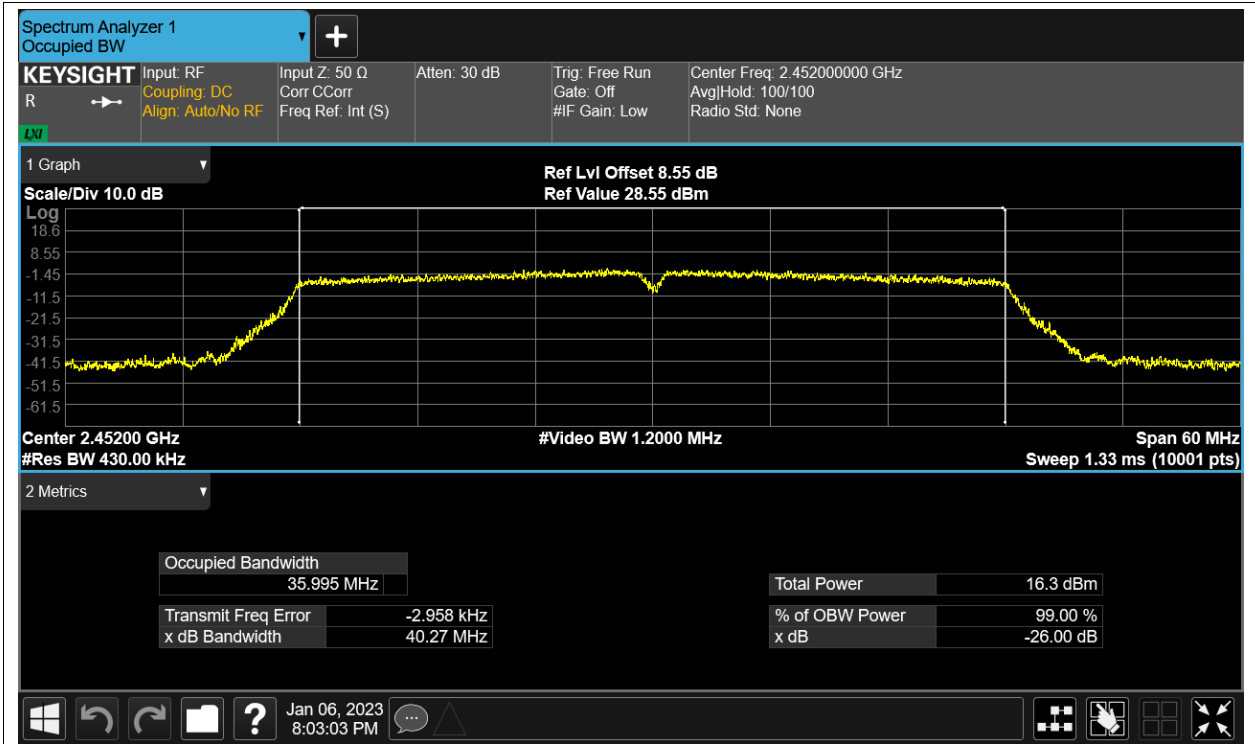 Spectrum Analyzer 1
Occupied BW
KEYSIGHT
R
LXI
Input: RF
Coupling: DC
Align: Auto/No RF
Input Z: 50 Ω
Corr CCorr
Freq Ref: Int (S)
Atten: 30 dB
Trig: Free Run
Gate: Off
#IF Gain: Low
Center Freq: 2.452000000 GHz
Avg|Hold: 100/100
Radio Std: None
1 Graph
Scale/Div 10.0 dB
Ref Lvl Offset 8.55 dB
Ref Value 28.55 dBm
Log
18.6
8.55
-1.45
-11.5
-21.5
-31.5
-41.5
-51.5
-61.5
Center 2.45200 GHz
#Video BW 1.2000 MHz
Span 60 MHz
#Res BW 430.00 kHz
Sweep 1.33 ms (10001 pts)
2 Metrics
Occupied Bandwidth
35.995 MHz
Total Power 16.3 dBm
Transmit Freq Error -2.958 kHz
% of OBW Power 99.00 %
x dB Bandwidth 40.27 MHz
x dB -26.00 dB
?
Jan 06, 2023
8:03:03 PM